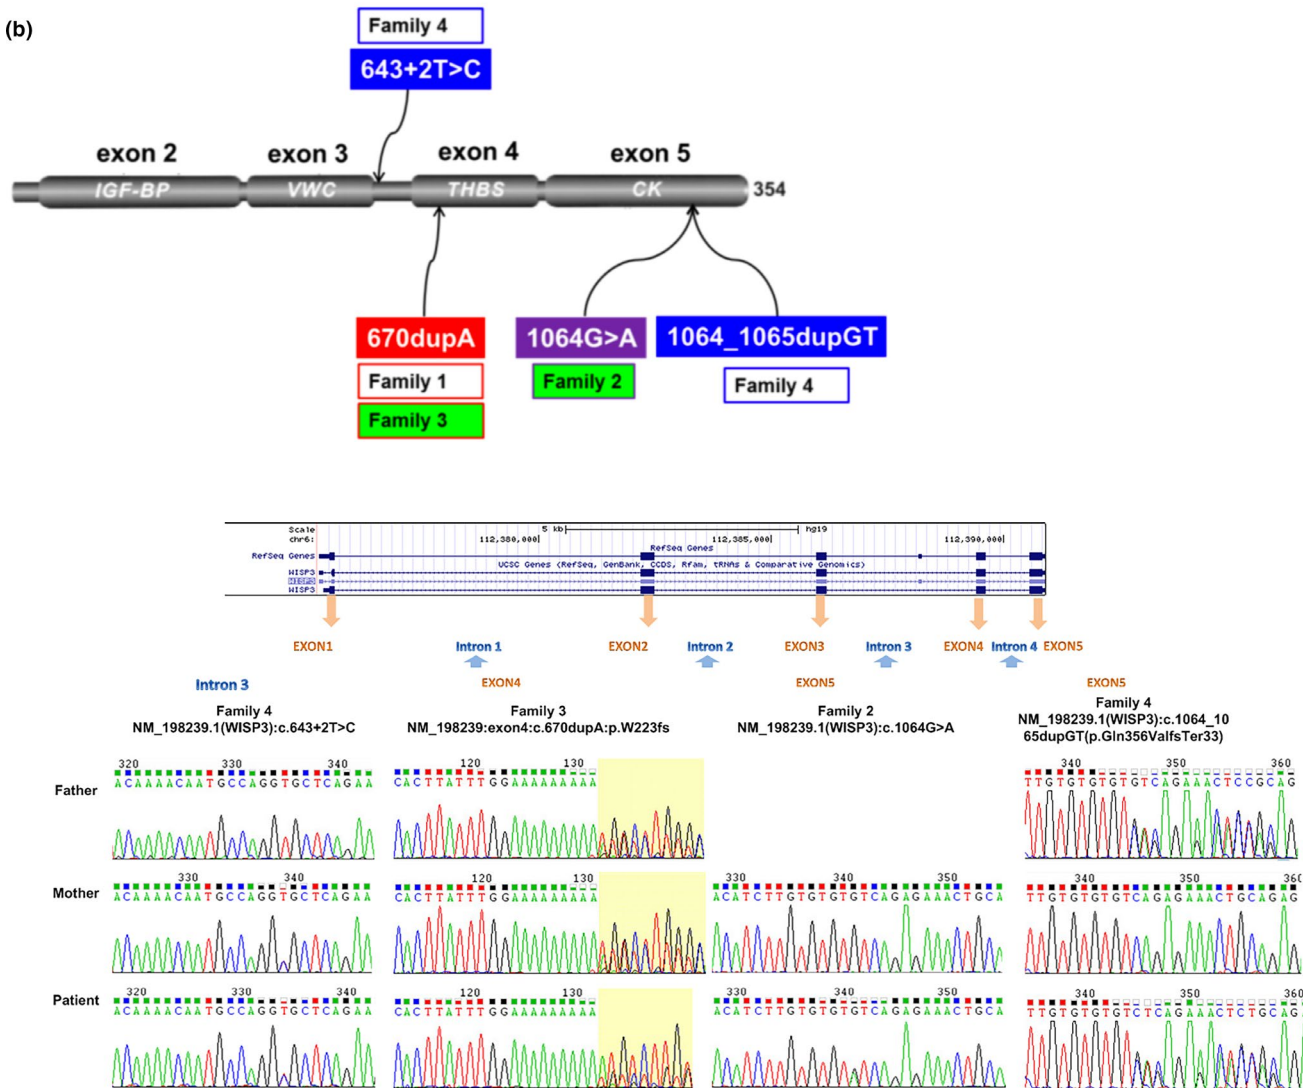 (b)
Family 4
643+2T>C
exon 2 exon 3 exon 4 exon 5
IGF-BP VWC THBS CK 354
670dupA 1064G>A 1064_1065dupGT
Family 1 Family 2 Family 4
Family 3
Scale 5 kb hg19
chr6: 112,380,000 112,385,000 112,390,000
RefSeq Genes
RefSeq Genes
UCSC Genes (RefSeq, GenBank, CCDS, Rfam, tRNAs & Comparative Genomics)
WISP3
WISP3
WISP3
EXON1 Intron 1 EXON2 Intron 2 EXON3 Intron 3 EXON4 Intron 4 EXON5
Intron 3 EXON4 EXON5 EXON5
Family 4 Family 3 Family 2 Family 4
NM_198239.1(WISP3):c.643+2T>C NM_198239:exon4:c.670dupA:p.W223fs NM_198239.1(WISP3):c.1064G>A NM_198239.1(WISP3):c.1064_10
65dupGT(p.Gln356ValfsTer33)
Father
320 330 340 120 130 340 350 360
ACAAAACAATGCCAGGTGCTCAGAA CACTTATTTGGAAAAAAAAA TTGTGTGTGTGTCAGAAACTCCGCAG
Mother
330 340 120 130 330 340 350 340 350 360
ACAAAACAATGCCAGGTGCTCAGAA CACTTATTTGGAAAAAAAAA ACATCTTGTGTGTGTCAGAGAAACTGCA TTGTGTGTGTCAGAGAAACTGCAGAG
Patient
320 330 340 120 130 330 340 350 340 350 360
ACAAAACAATGCCAGGTGCTCAGAA CACTTATTTGGAAAAAAAAA ACATCTTGTGTGTGTCAGAGAAACTGCA TTGTGTGTGTCTCAGAAACTCTGCAG